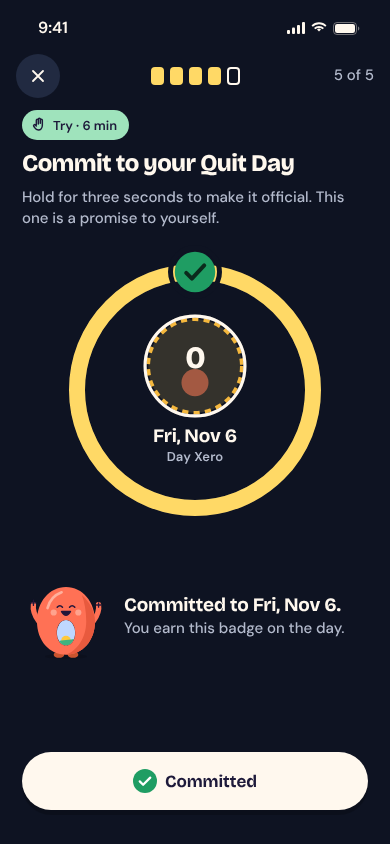 9:41
5 of 5
Try · 6 min
Commit to your Quit Day
Hold for three seconds to make it official. This
one is a promise to yourself.
0
Fri, Nov 6
Day Xero
Committed to Fri, Nov 6.
You earn this badge on the day.
Committed